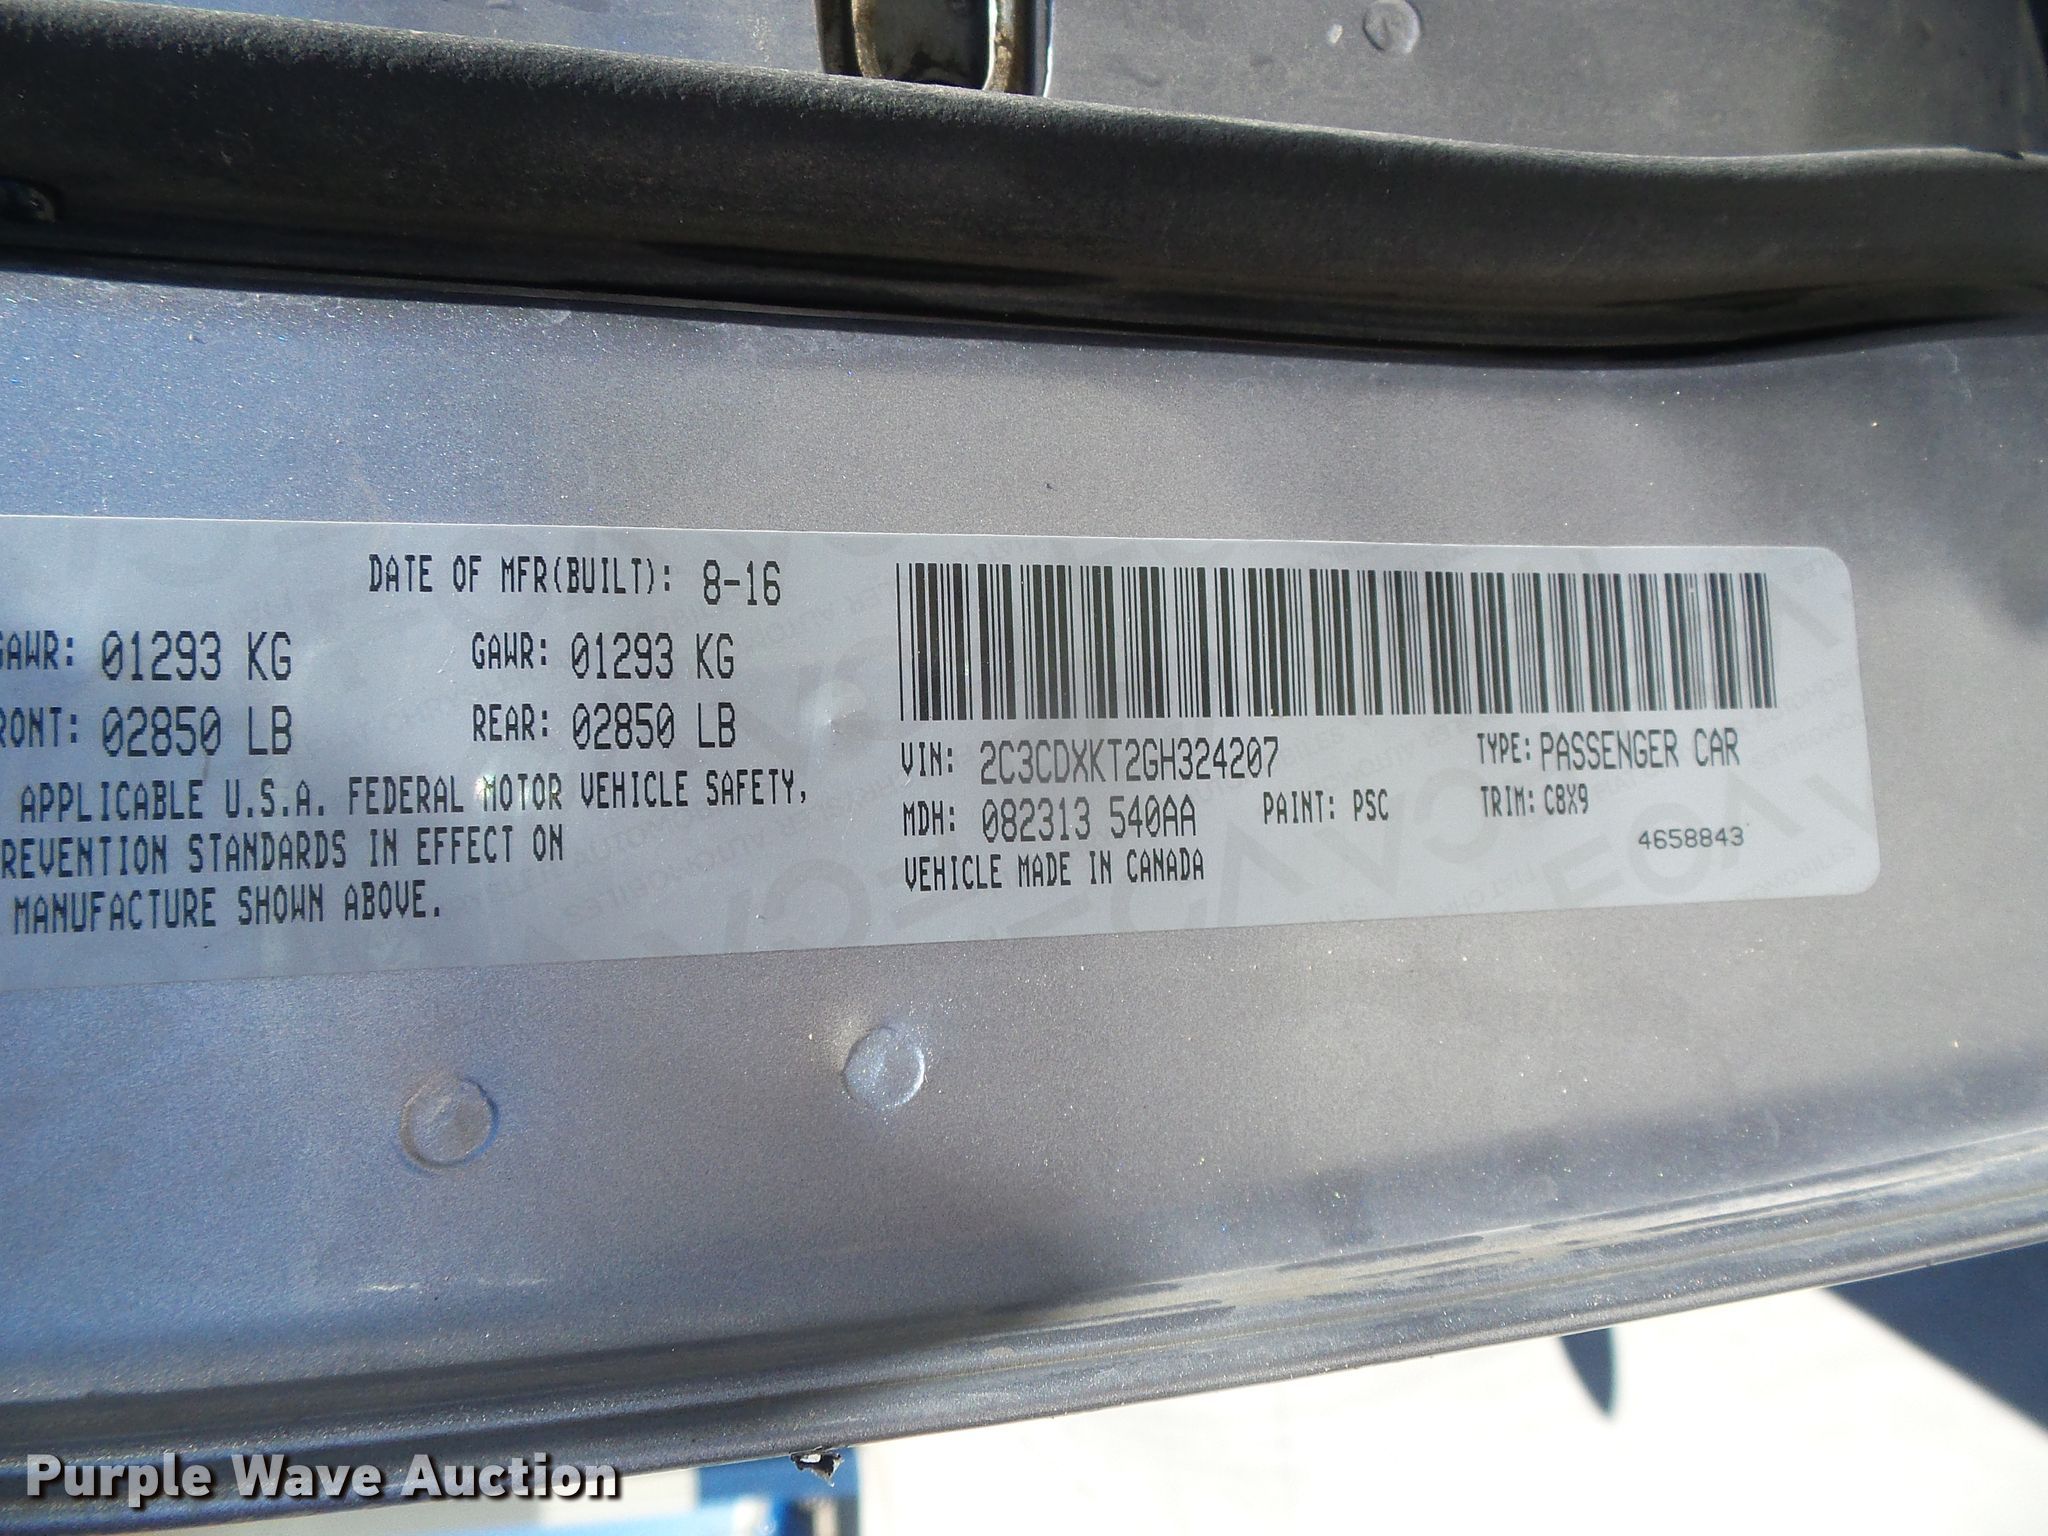 DATE OF MFR(BUILT): 8-16
GAWR: 01293 KG GAWR: 01293 KG
RONT: 02850 LB REAR: 02850 LB
APPLICABLE U.S.A. FEDERAL MOTOR VEHICLE SAFETY,
REVENTION STANDARDS IN EFFECT ON
MANUFACTURE SHOWN ABOVE.
VIN: 2C3CDXKT2GH324207 TYPE: PASSENGER CAR
MDH: 082313 540AA PAINT: PSC TRIM: C8X9
VEHICLE MADE IN CANADA 4658843
Purple Wave Auction